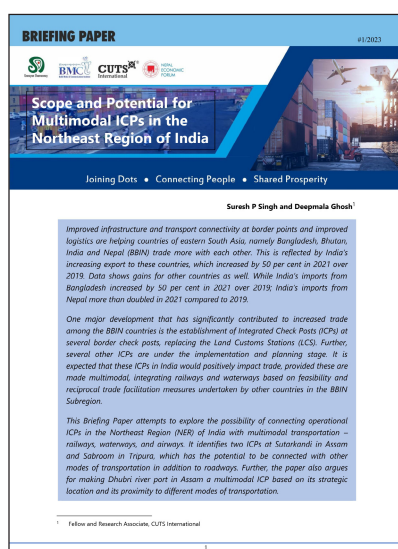 BRIEFING PAPER
#1/2023
BMC
CUTS
International
NEPAL
ECONOMIC
FORUM
Scope and Potential for
Multimodal ICPs in the
Northeast Region of India
Joining Dots ● Connecting People ● Shared Prosperity
Suresh P Singh and Deepmala Ghosh¹
Improved infrastructure and transport connectivity at border points and improved
logistics are helping countries of eastern South Asia, namely Bangladesh, Bhutan,
India and Nepal (BBIN) trade more with each other. This is reflected by India's
increasing export to these countries, which increased by 50 per cent in 2021 over
2019. Data shows gains for other countries as well. While India's imports from
Bangladesh increased by 50 per cent in 2021 over 2019; India's imports from
Nepal more than doubled in 2021 compared to 2019.
One major development that has significantly contributed to increased trade
among the BBIN countries is the establishment of Integrated Check Posts (ICPs) at
several border check posts, replacing the Land Customs Stations (LCS). Further,
several other ICPs are under the implementation and planning stage. It is
expected that these ICPs in India would positively impact trade, provided these are
made multimodal, integrating railways and waterways based on feasibility and
reciprocal trade facilitation measures undertaken by other countries in the BBIN
Subregion.
This Briefing Paper attempts to explore the possibility of connecting operational
ICPs in the Northeast Region (NER) of India with multimodal transportation –
railways, waterways, and airways. It identifies two ICPs at Sutarkandi in Assam
and Sabroom in Tripura, which has the potential to be connected with other
modes of transportation in addition to roadways. Further, the paper also argues
for making Dhubri river port in Assam a multimodal ICP based on its strategic
location and its proximity to different modes of transportation.
¹ Fellow and Research Associate, CUTS International
1